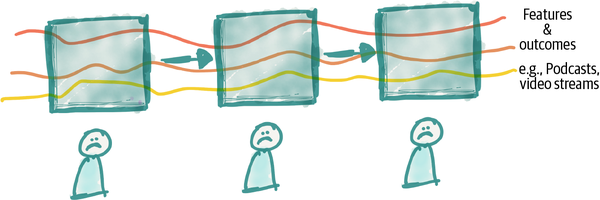 Features
&
outcomes
e.g., Podcasts,
video streams